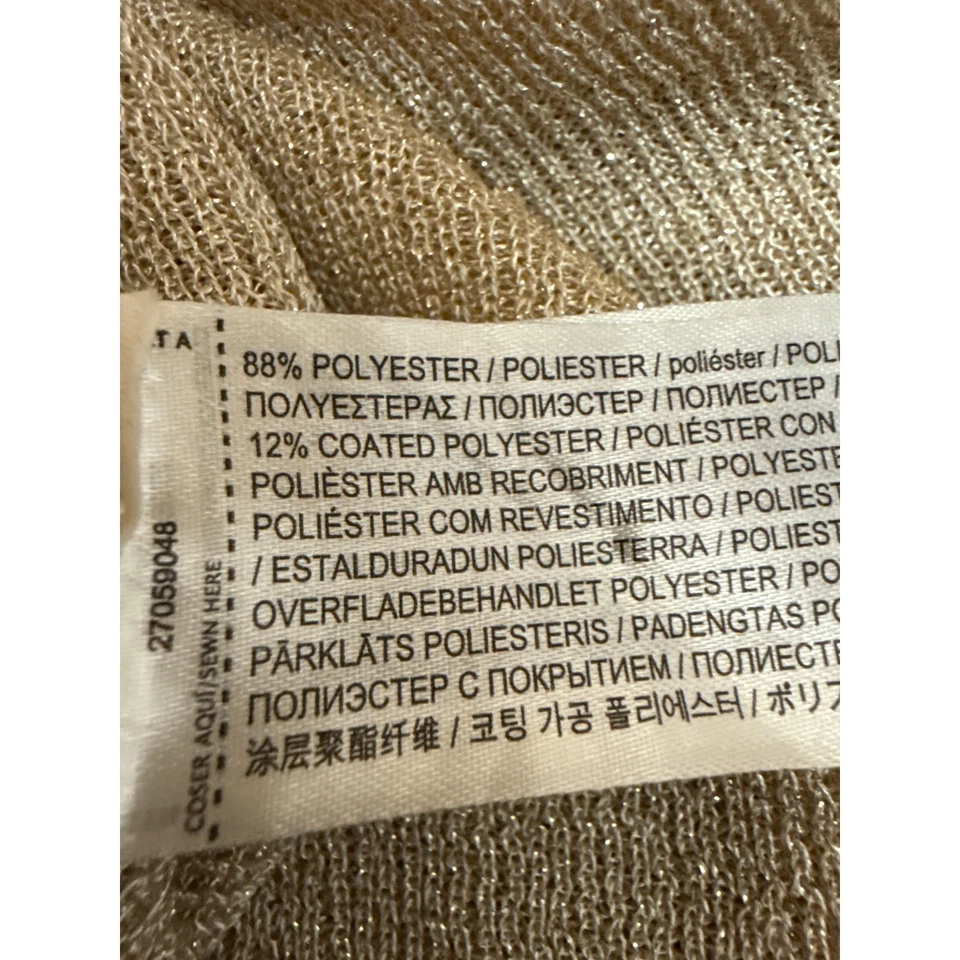 .T A
88% POLYESTER / POLIESTER / poliéster / POLI
ΠΟΛΥΕΣΤΕΡΑΣ / ПОЛИЭСТЕР / ПОЛИЕСТЕР /
12% COATED POLYESTER / POLIÉSTER CON
POLIÈSTER AMB RECOBRIMENT / POLYESTE
POLIÉSTER COM REVESTIMENTO / POLIEST
/ ESTALDURADUN POLIESTERRA / POLIEST
OVERFLADEBEHANDLET POLYESTER / PO
PĀRKLĀTS POLIESTERIS / PADENGTAS PO
ПОЛИЭСТЕР С ПОКРЫТИЕМ / ПОЛИЕСТЕ
涂层聚酯纤维 / 코팅 가공 폴리에스터 / ポリエ
27059048
COSER AQUÍ/SEWN HERE